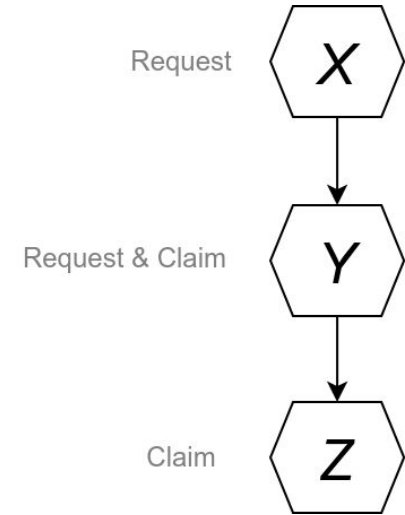 Request
X
Request & Claim
Y
Claim
Z